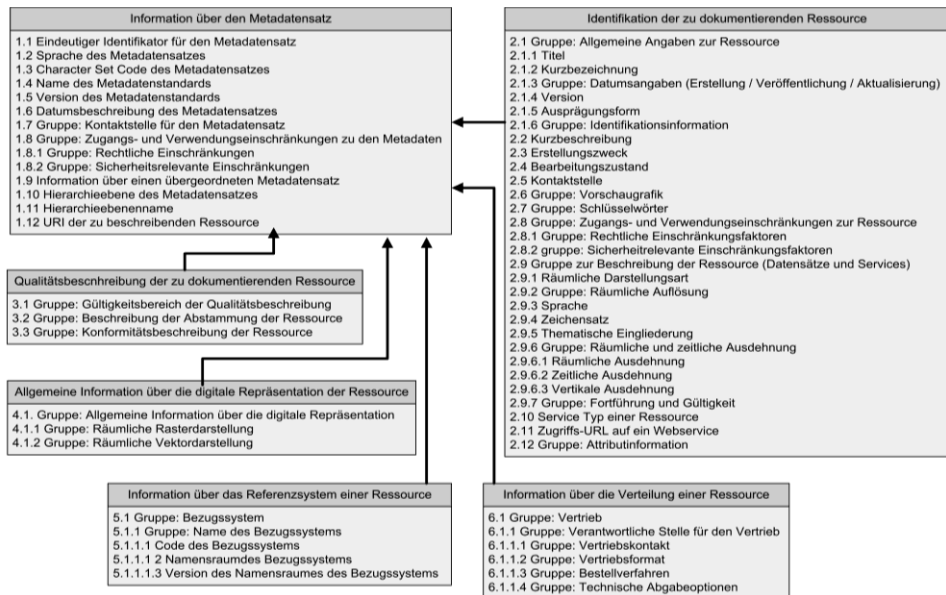 Information über den Metadatensatz
1.1 Eindeutiger Identifikator für den Metadatensatz
1.2 Sprache des Metadatensatzes
1.3 Character Set Code des Metadatensatzes
1.4 Name des Metadatenstandards
1.5 Version des Metadatenstandards
1.6 Datumsbeschreibung des Metadatensatzes
1.7 Gruppe: Kontaktstelle für den Metadatensatz
1.8 Gruppe: Zugangs- und Verwendungseinschränkungen zu den Metadaten
1.8.1 Gruppe: Rechtliche Einschränkungen
1.8.2 Gruppe: Sicherheitsrelevante Einschränkungen
1.9 Information über einen übergeordneten Metadatensatz
1.10 Hierarchieebene des Metadatensatzes
1.11 Hierarchieebenenname
1.12 URI der zu beschreibenden Ressource
Qualitätsbescnhreibung der zu dokumentierenden Ressource
3.1 Gruppe: Gültigkeitsbereich der Qualitätsbeschreibung
3.2 Gruppe: Beschreibung der Abstammung der Ressource
3.3 Gruppe: Konformitätsbeschreibung der Ressource
Allgemeine Information über die digitale Repräsentation der Ressource
4.1. Gruppe: Allgemeine Information über die digitale Repräsentation
4.1.1 Gruppe: Räumliche Rasterdarstellung
4.1.2 Gruppe: Räumliche Vektordarstellung
Information über das Referenzsystem einer Ressource
5.1 Gruppe: Bezugssystem
5.1.1 Gruppe: Name des Bezugssystems
5.1.1.1 Code des Bezugssystems
5.1.1.1 2 Namensraumdes Bezugssystems
5.1.1.1.3 Version des Namensraumes des Bezugssystems
Identifikation der zu dokumentierenden Ressource
2.1 Gruppe: Allgemeine Angaben zur Ressource
2.1.1 Titel
2.1.2 Kurzbezeichnung
2.1.3 Gruppe: Datumsangaben (Erstellung / Veröffentlichung / Aktualisierung)
2.1.4 Version
2.1.5 Ausprägungsform
2.1.6 Gruppe: Identifikationsinformation
2.2 Kurzbeschreibung
2.3 Erstellungszweck
2.4 Bearbeitungszustand
2.5 Kontaktstelle
2.6 Gruppe: Vorschaugrafik
2.7 Gruppe: Schlüsselwörter
2.8 Gruppe: Zugangs- und Verwendungseinschränkungen zur Ressource
2.8.1 Gruppe: Rechtliche Einschränkungsfaktoren
2.8.2 gruppe: Sicherheitrelevante Einschränkungsfaktoren
2.9 Gruppe zur Beschreibung der Ressource (Datensätze und Services)
2.9.1 Räumliche Darstellungsart
2.9.2 Gruppe: Räumliche Auflösung
2.9.3 Sprache
2.9.4 Zeichensatz
2.9.5 Thematische Eingliederung
2.9.6 Gruppe: Räumliche und zeitliche Ausdehnung
2.9.6.1 Räumliche Ausdehnung
2.9.6.2 Zeitliche Ausdehnung
2.9.6.3 Vertikale Ausdehnung
2.9.7 Gruppe: Fortführung und Gültigkeit
2.10 Service Typ einer Ressource
2.11 Zugriffs-URL auf ein Webservice
2.12 Gruppe: Attributinformation
Information über die Verteilung einer Ressource
6.1 Gruppe: Vertrieb
6.1.1 Gruppe: Verantwortliche Stelle für den Vertrieb
6.1.1.1 Gruppe: Vertriebskontakt
6.1.1.2 Gruppe: Vertriebsformat
6.1.1.3 Gruppe: Bestellverfahren
6.1.1.4 Gruppe: Technische Abgabeoptionen